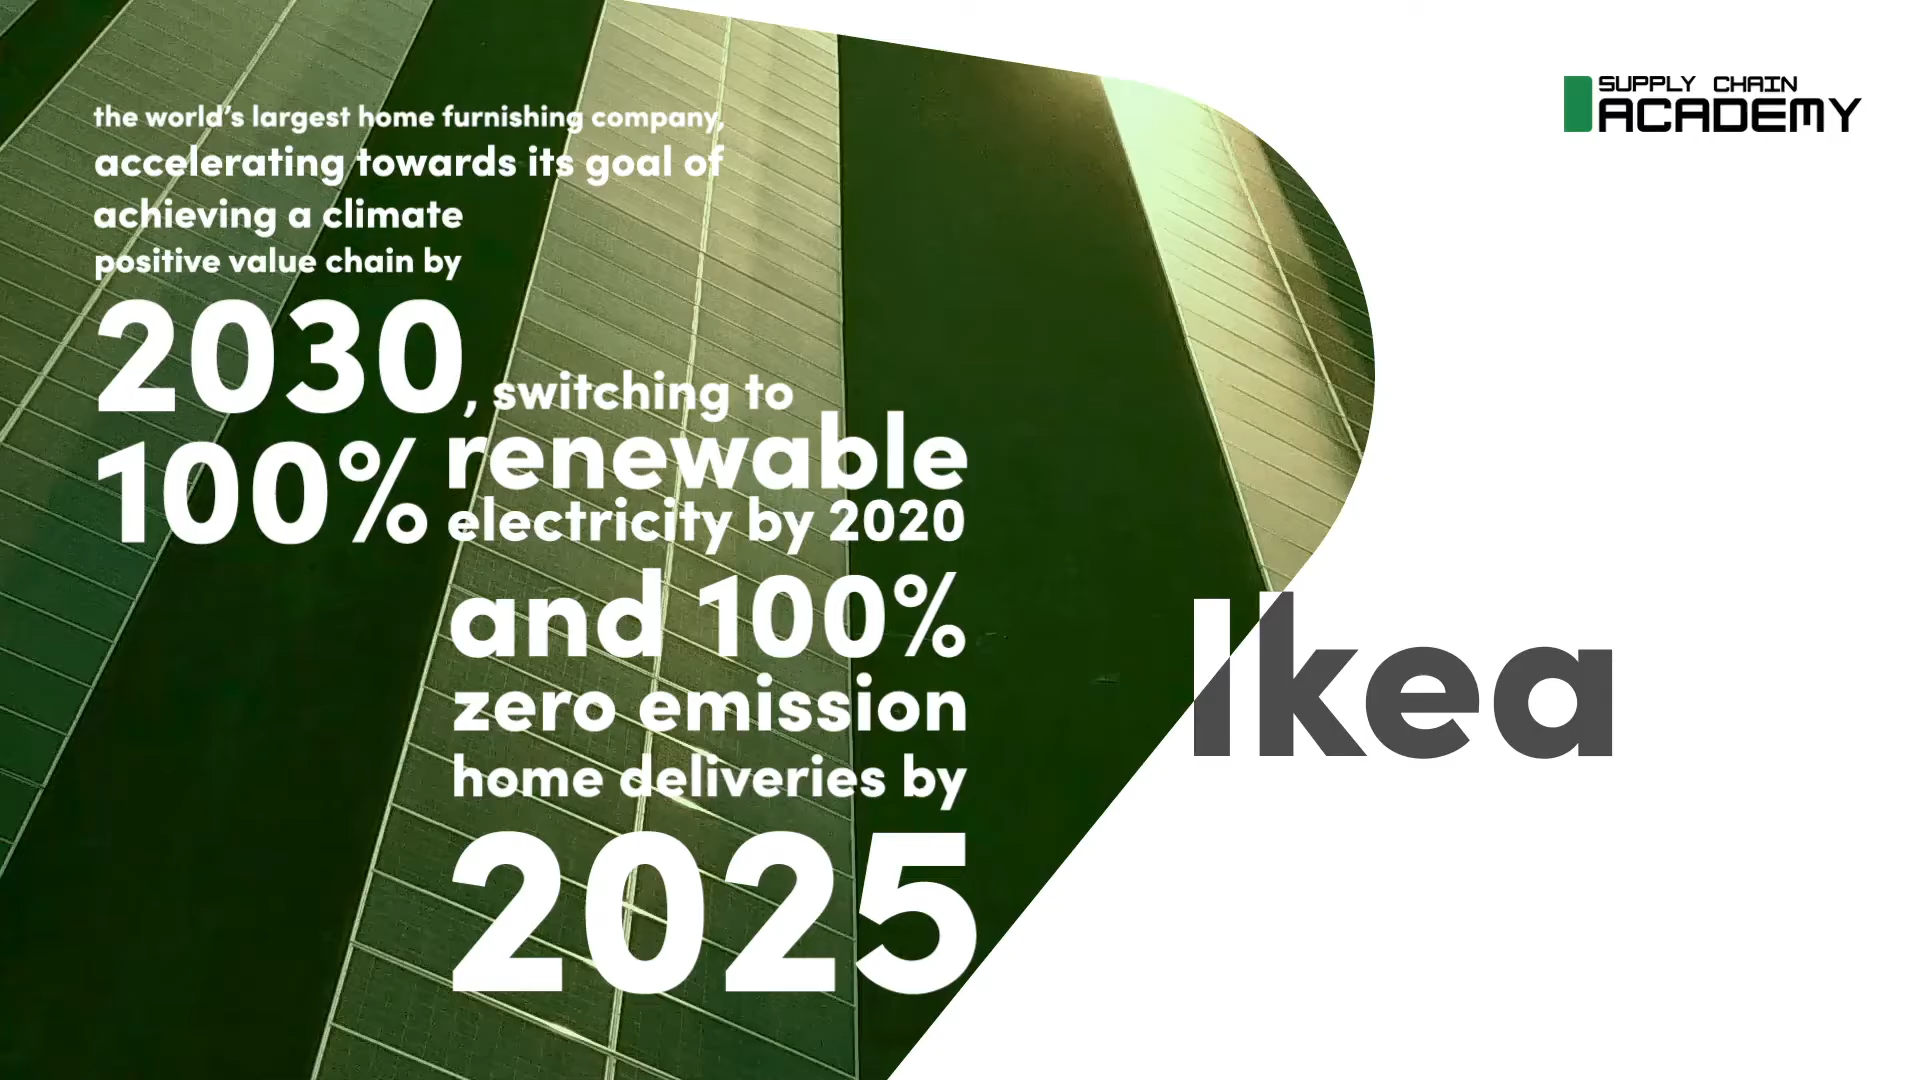 the world's largest home furnishing company,
accelerating towards its goal of
achieving a climate
positive value chain by
2030, switching to
100% renewable
electricity by 2020
and 100%
zero emission
home deliveries by
2025
Ikea
SUPPLY CHAIN
ACADEMY